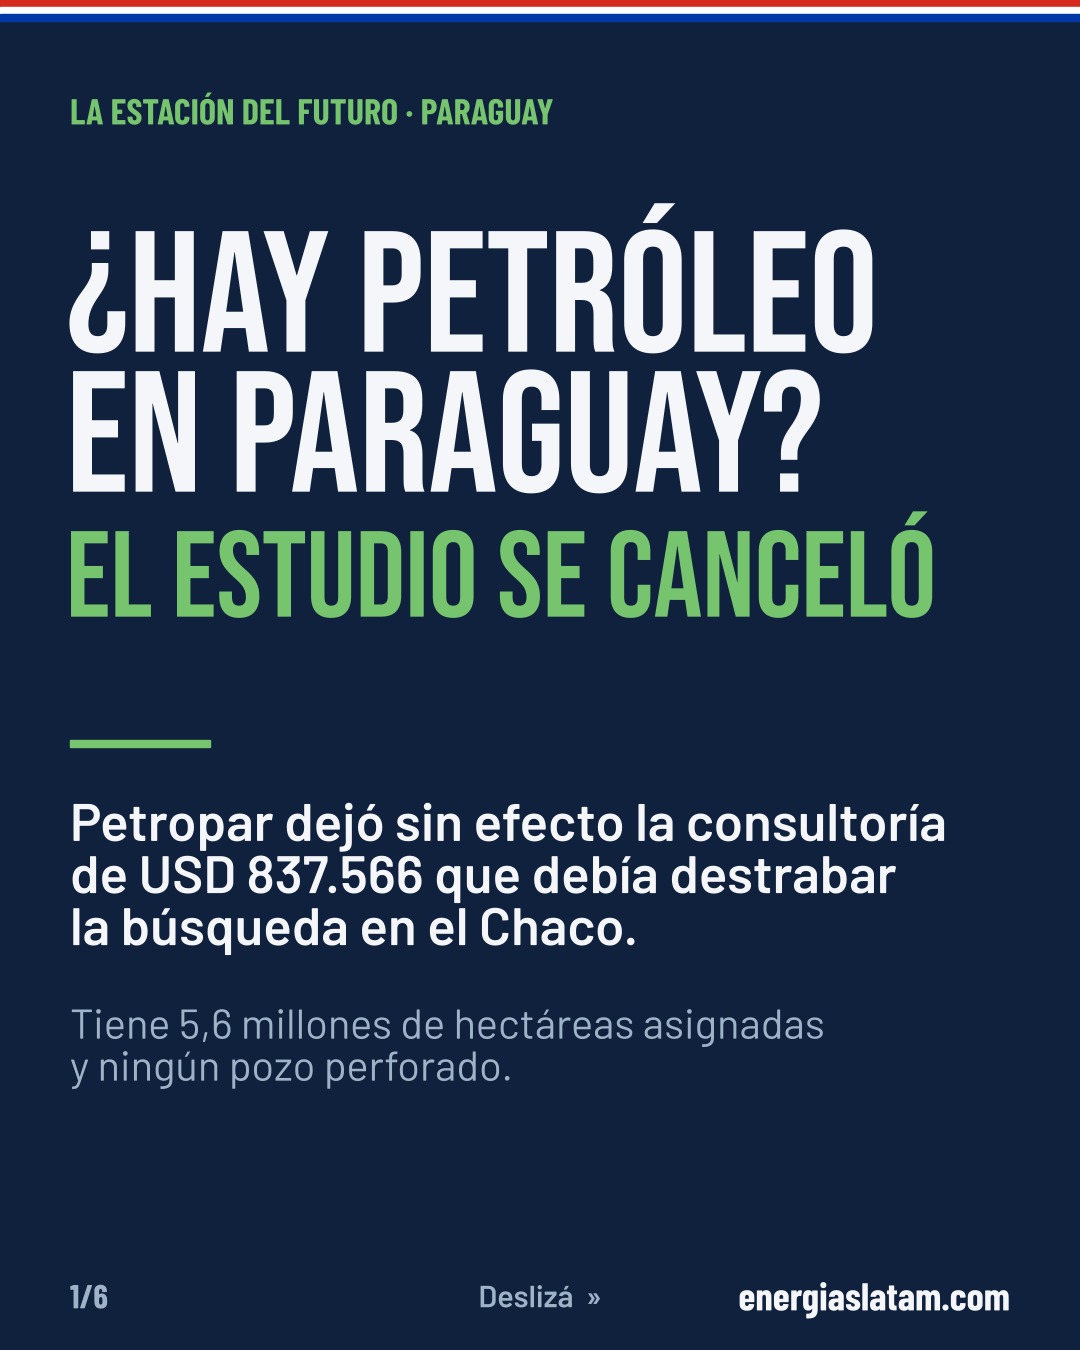 LA ESTACIÓN DEL FUTURO · PARAGUAY
¿HAY PETRÓLEO
EN PARAGUAY?
EL ESTUDIO SE CANCELÓ
Petropar dejó sin efecto la consultoría
de USD 837.566 que debía destrabar
la búsqueda en el Chaco.
Tiene 5,6 millones de hectáreas asignadas
y ningún pozo perforado.
1/6
Deslizá »
energiaslatam.com